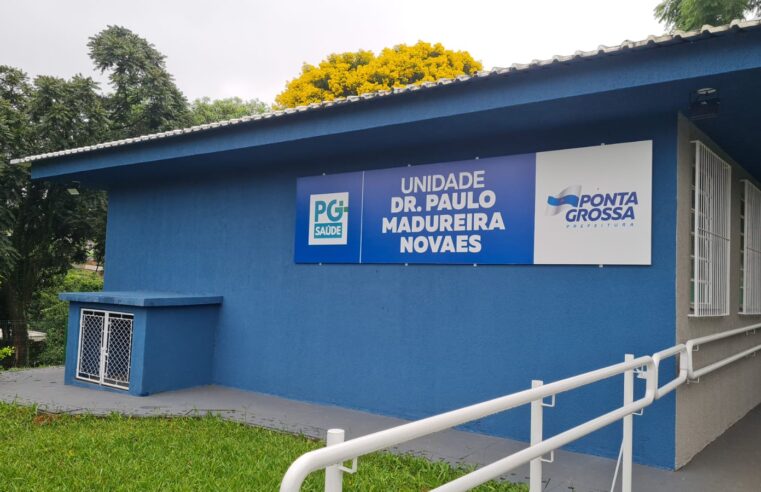 PG+
SAÚDE
UNIDADE
DR. PAULO
MADUREIRA
NOVAES
PONTA
GROSSA
PREFEITURA